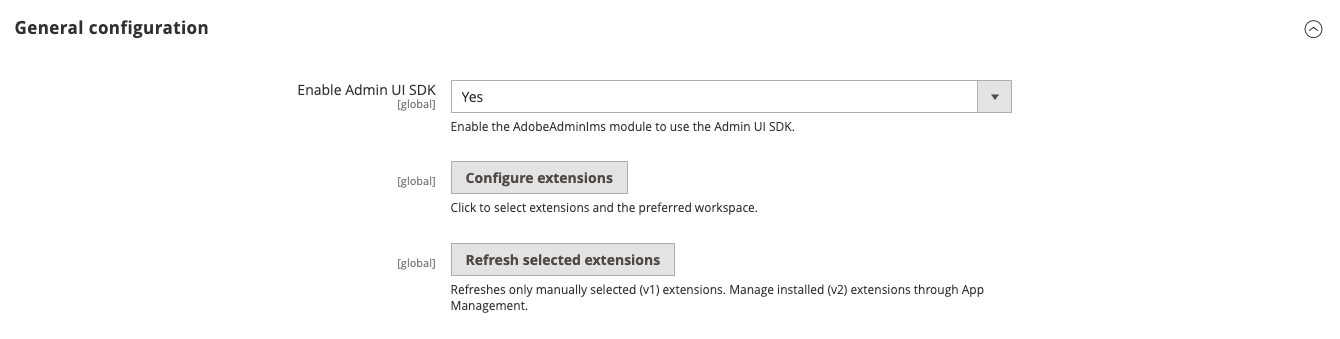 General configuration
Enable Admin UI SDK
[global]
Yes
Enable the AdobeAdminIms module to use the Admin UI SDK.
[global]
Configure extensions
Click to select extensions and the preferred workspace.
[global]
Refresh selected extensions
Refreshes only manually selected (v1) extensions. Manage installed (v2) extensions through App
Management.